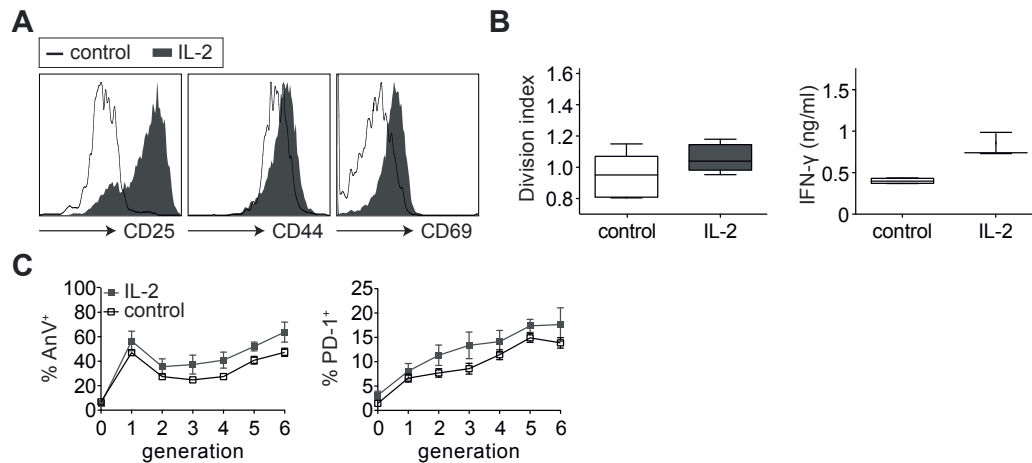 A
control IL-2
CD25 CD44 CD69
B
Division index
1.6
1.4
1.2
1.0
0.8
control IL-2
IFN-γ (ng/ml)
1.5
1
0.5
0
control IL-2
C
% AnV⁺
100
80
60
40
20
0
IL-2
control
0 1 2 3 4 5 6
generation
% PD-1⁺
25
20
15
10
5
0
0 1 2 3 4 5 6
generation